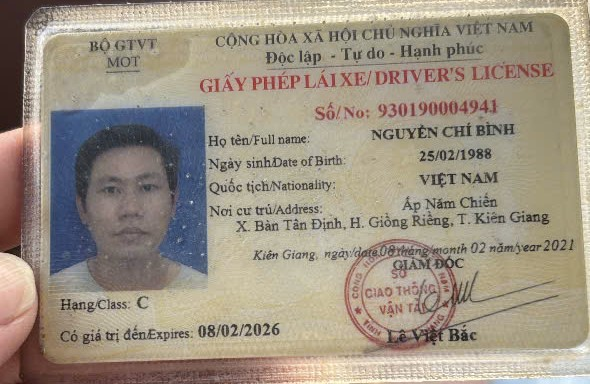 BỘ GTVT
MOT
CỘNG HÒA XÃ HỘI CHỦ NGHĨA VIỆT NAM
Độc lập - Tự do - Hạnh phúc
GIẤY PHÉP LÁI XE/ DRIVER'S LICENSE
Số/No: 930190004941
Họ tên/Full name: NGUYỄN CHÍ BÌNH
Ngày sinh/Date of Birth: 25/02/1988
Quốc tịch/Nationality: VIỆT NAM
Nơi cư trú/Address: Ấp Năm Chiến
X. Bàn Tân Định, H. Giồng Riềng, T. Kiên Giang
Kiên Giang, ngày/date 08 tháng/month 02 năm/year 2021
GIÁM ĐỐC
SỞ
GIAO THÔNG
VẬN TẢI
Hạng/Class: C
Có giá trị đến/Expires: 08/02/2026
Lê Việt Bắc